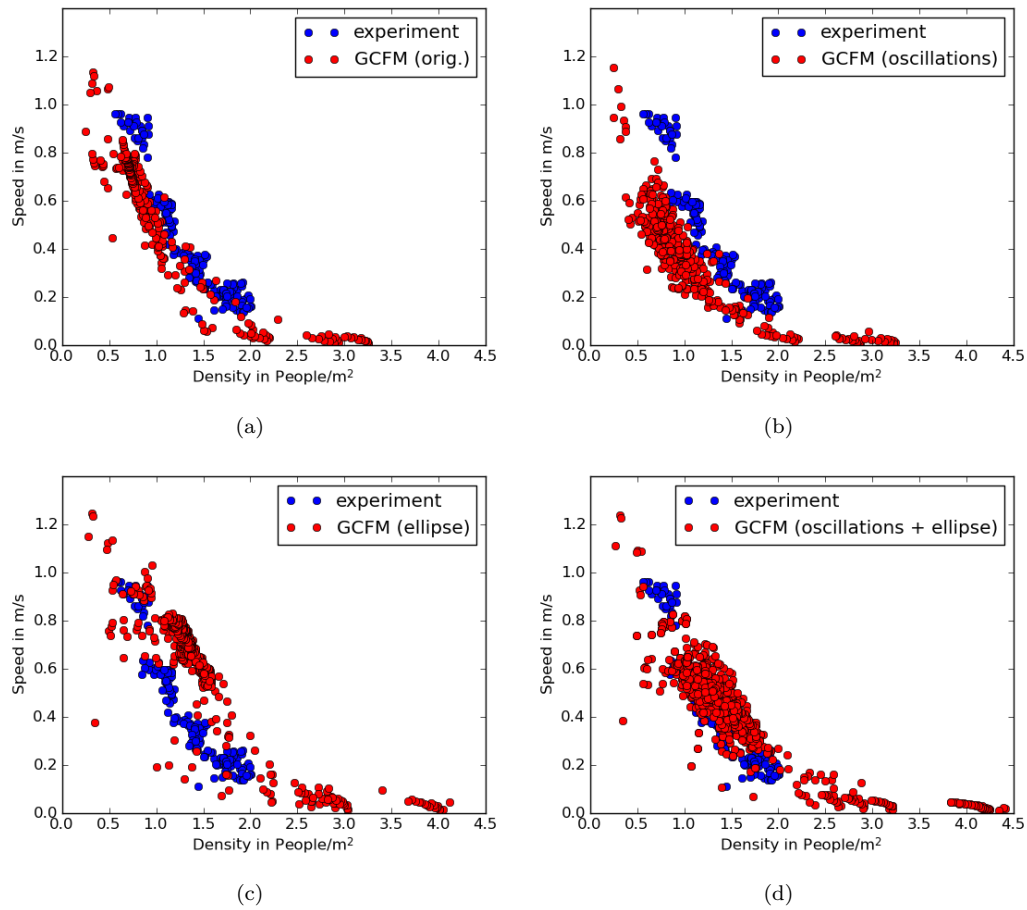 experiment
GCFM (orig.)
Speed in m/s
1.4
1.2
1.0
0.8
0.6
0.4
0.2
0.0
0.0 0.5 1.0 1.5 2.0 2.5 3.0 3.5 4.0 4.5
Density in People/m²
(a)
experiment
GCFM (oscillations)
Speed in m/s
1.4
1.2
1.0
0.8
0.6
0.4
0.2
0.0
0.0 0.5 1.0 1.5 2.0 2.5 3.0 3.5 4.0 4.5
Density in People/m²
(b)
experiment
GCFM (ellipse)
Speed in m/s
1.2
1.0
0.8
0.6
0.4
0.2
0.0
0.0 0.5 1.0 1.5 2.0 2.5 3.0 3.5 4.0 4.5
Density in People/m²
(c)
experiment
GCFM (oscillations + ellipse)
Speed in m/s
1.2
1.0
0.8
0.6
0.4
0.2
0.0
0.0 0.5 1.0 1.5 2.0 2.5 3.0 3.5 4.0 4.5
Density in People/m²
(d)